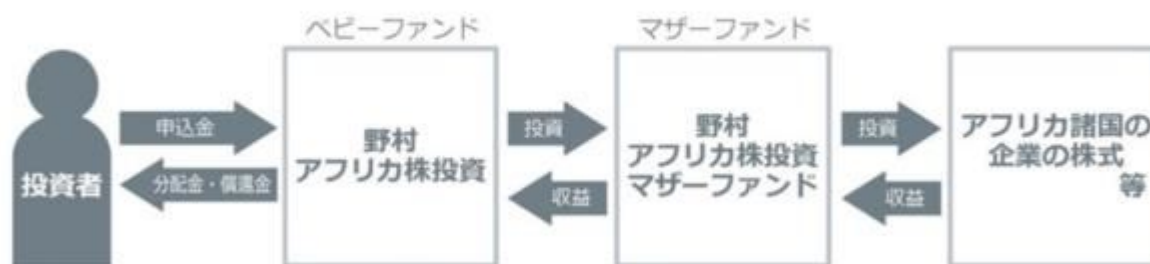 ベビーファンド
マザーファンド
投資者
申込金
分配金・償還金
野村
アフリカ株投資
投資
収益
野村
アフリカ株投資
マザーファンド
投資
収益
アフリカ諸国の
企業の株式
等